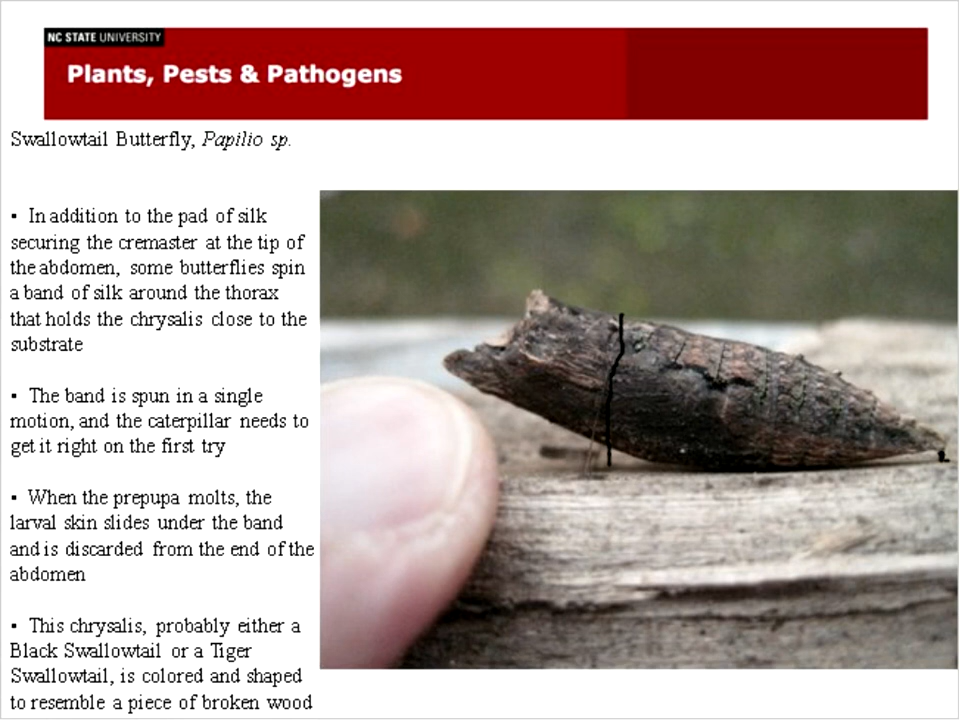 NC STATE UNIVERSITY
Plants, Pests & Pathogens
Swallowtail Butterfly, Papilio sp.
▪ In addition to the pad of silk
securing the cremaster at the tip of
the abdomen, some butterflies spin
a band of silk around the thorax
that holds the chrysalis close to the
substrate
▪ The band is spun in a single
motion, and the caterpillar needs to
get it right on the first try
▪ When the prepupa molts, the
larval skin slides under the band
and is discarded from the end of the
abdomen
▪ This chrysalis, probably either a
Black Swallowtail or a Tiger
Swallowtail, is colored and shaped
to resemble a piece of broken wood